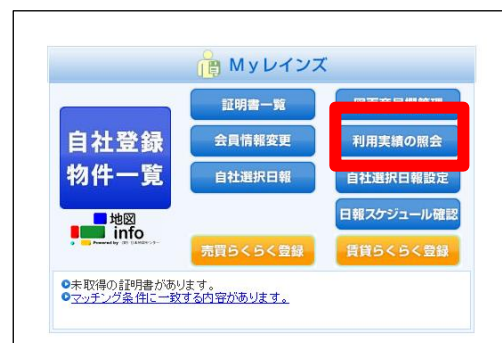 Myレインズ
証明書一覧
自社登録
物件一覧
会員情報変更
利用実績の照会
自社選択日報
自社選択日報設定
日報スケジュール確認
地図
info
売買らくらく登録
賃貸らくらく登録
未取得の証明書があります。
マッチング条件に一致する内容があります。